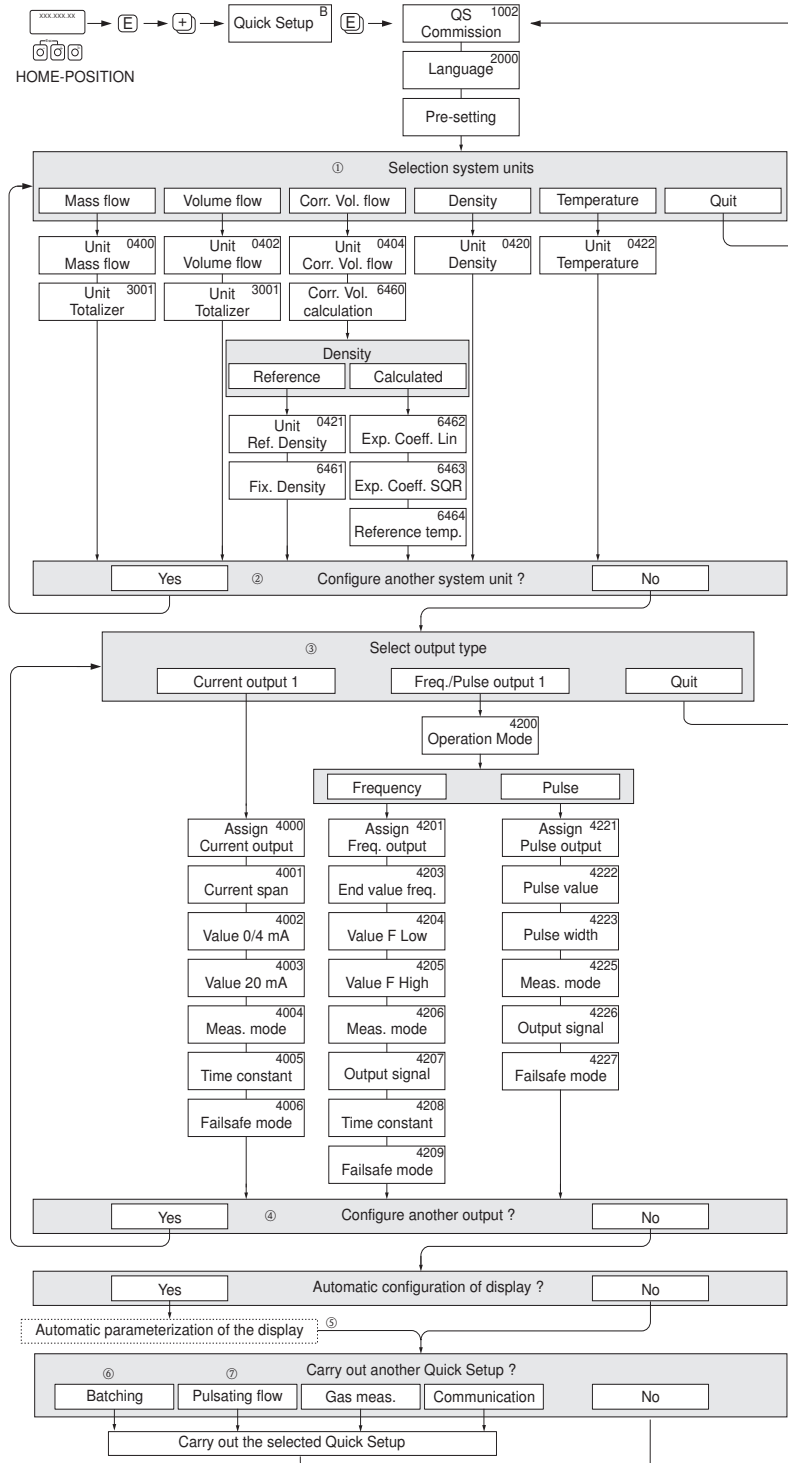 XXX.XXX.XX
Esc
E
+
Quick Setup
B
E
QS
1002
Commission
Language
2000
HOME-POSITION
Pre-setting
① Selection system units
Mass flow
Volume flow
Corr. Vol. flow
Density
Temperature
Quit
Unit
0400
Mass flow
Unit
0402
Volume flow
Unit
0404
Corr. Vol. flow
Unit
0420
Density
Unit
0422
Temperature
Unit
3001
Totalizer
Unit
3001
Totalizer
Corr. Vol.
6460
calculation
Density
Reference
Calculated
Unit
0421
Ref. Density
6462
Exp. Coeff. Lin
6461
Fix. Density
6463
Exp. Coeff. SQR
6464
Reference temp.
Yes
② Configure another system unit ?
No
③ Select output type
Current output 1
Freq./Pulse output 1
Quit
4200
Operation Mode
Frequency
Pulse
Assign
4000
Current output
4001
Current span
4002
Value 0/4 mA
4003
Value 20 mA
4004
Meas. mode
4005
Time constant
4006
Failsafe mode
Assign
4201
Freq. output
4203
End value freq.
4204
Value F Low
4205
Value F High
4206
Meas. mode
4207
Output signal
4208
Time constant
4209
Failsafe mode
Assign
4221
Pulse output
4222
Pulse value
4223
Pulse width
4225
Meas. mode
4226
Output signal
4227
Failsafe mode
Yes
④ Configure another output ?
No
Yes
Automatic configuration of display ?
No
Automatic parameterization of the display
⑤
Carry out another Quick Setup ?
⑥
⑦
Batching
Pulsating flow
Gas meas.
Communication
No
Carry out the selected Quick Setup